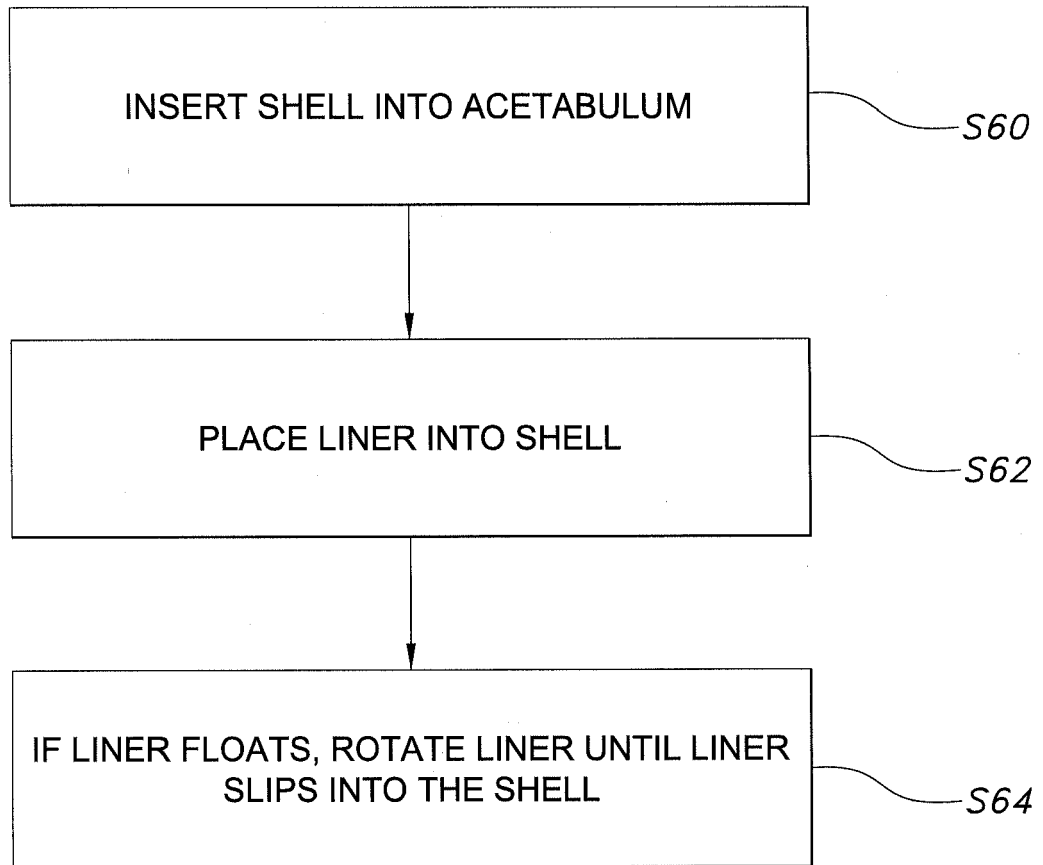 INSERT SHELL INTO ACETABULUM
S60
PLACE LINER INTO SHELL
S62
IF LINER FLOATS, ROTATE LINER UNTIL LINER
SLIPS INTO THE SHELL
S64